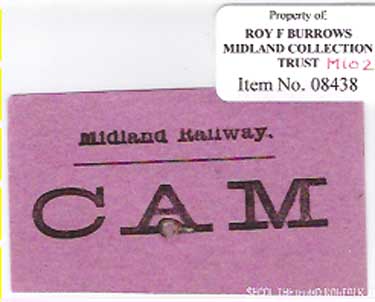 Property of:
ROY F BURROWS
MIDLAND COLLECTION
TRUST M102
Item No. 08438
Midland Railway.
CAM